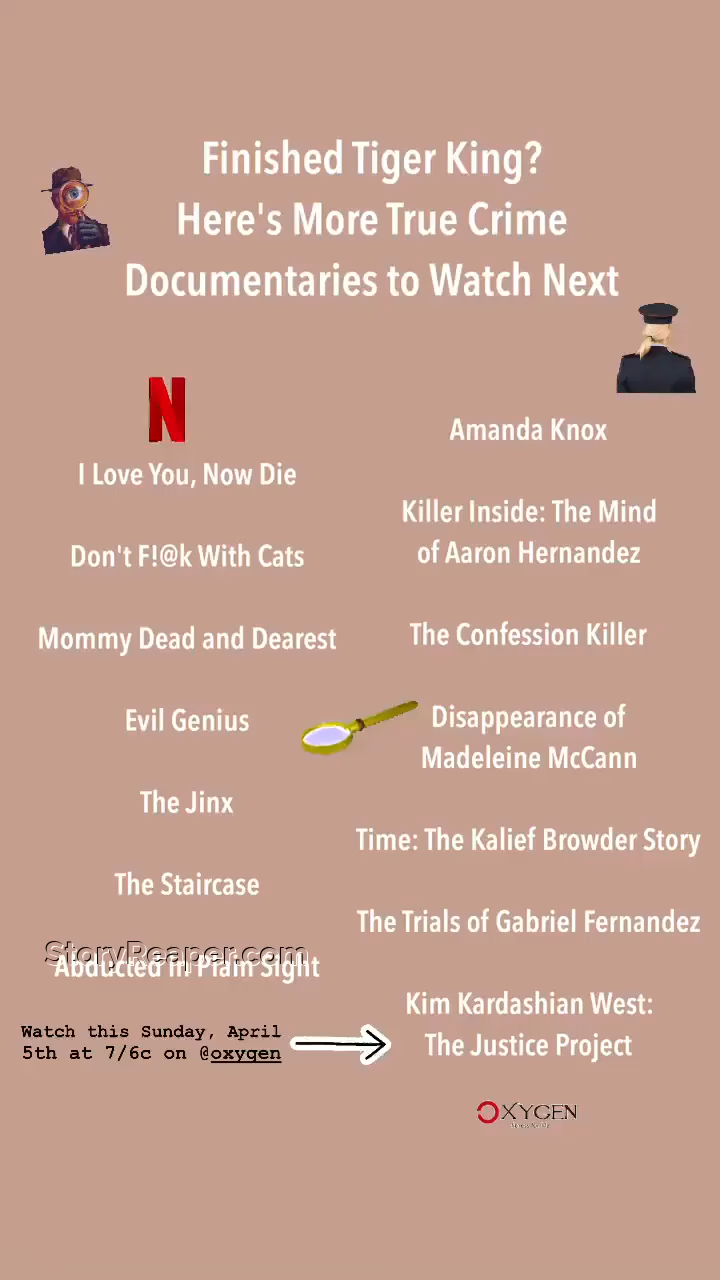 Finished Tiger King?
Here's More True Crime
Documentaries to Watch Next
N
I Love You, Now Die
Don't F!@k With Cats
Mommy Dead and Dearest
Evil Genius
The Jinx
The Staircase
StoryReaper.com
Abducted in Plain Sight
Watch this Sunday, April
5th at 7/6c on @oxygen
Amanda Knox
Killer Inside: The Mind
of Aaron Hernandez
The Confession Killer
Disappearance of
Madeleine McCann
Time: The Kalief Browder Story
The Trials of Gabriel Fernandez
Kim Kardashian West:
The Justice Project
OXYGEN